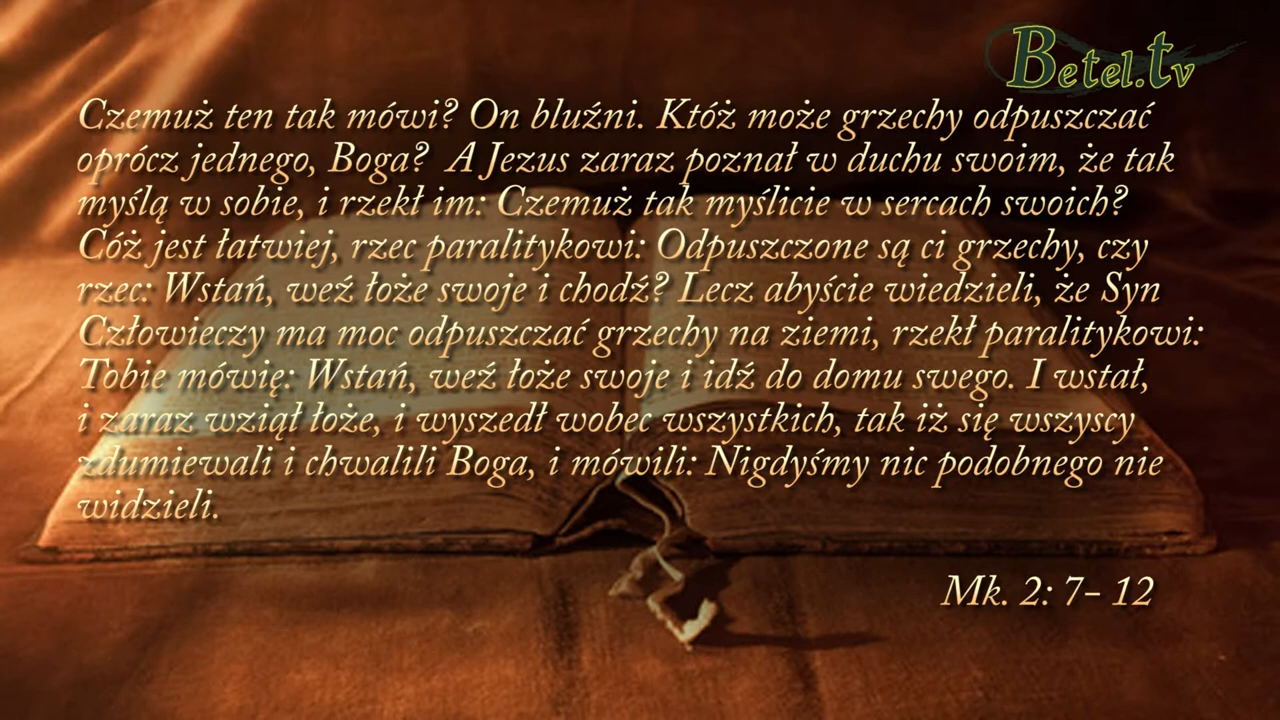 Betel.tv
Czemuż ten tak mówi? On bluźni. Któż może grzechy odpuszczać
oprócz jednego, Boga? A Jezus zaraz poznał w duchu swoim, że tak
myślą w sobie, i rzekł im: Czemuż tak myślicie w sercach swoich?
Cóż jest łatwiej, rzec paralitykowi: Odpuszczone są ci grzechy, czy
rzec: Wstań, weź łoże swoje i chodź? Lecz abyście wiedzieli, że Syn
Człowieczy ma moc odpuszczać grzechy na ziemi, rzekł paralitykowi:
Tobie mówię: Wstań, weź łoże swoje i idź do domu swego. I wstał,
i zaraz wziął łoże, i wyszedł wobec wszystkich, tak iż się wszyscy
zdumiewali i chwalili Boga, i mówili: Nigdyśmy nic podobnego nie
widzieli.
Mk. 2: 7- 12